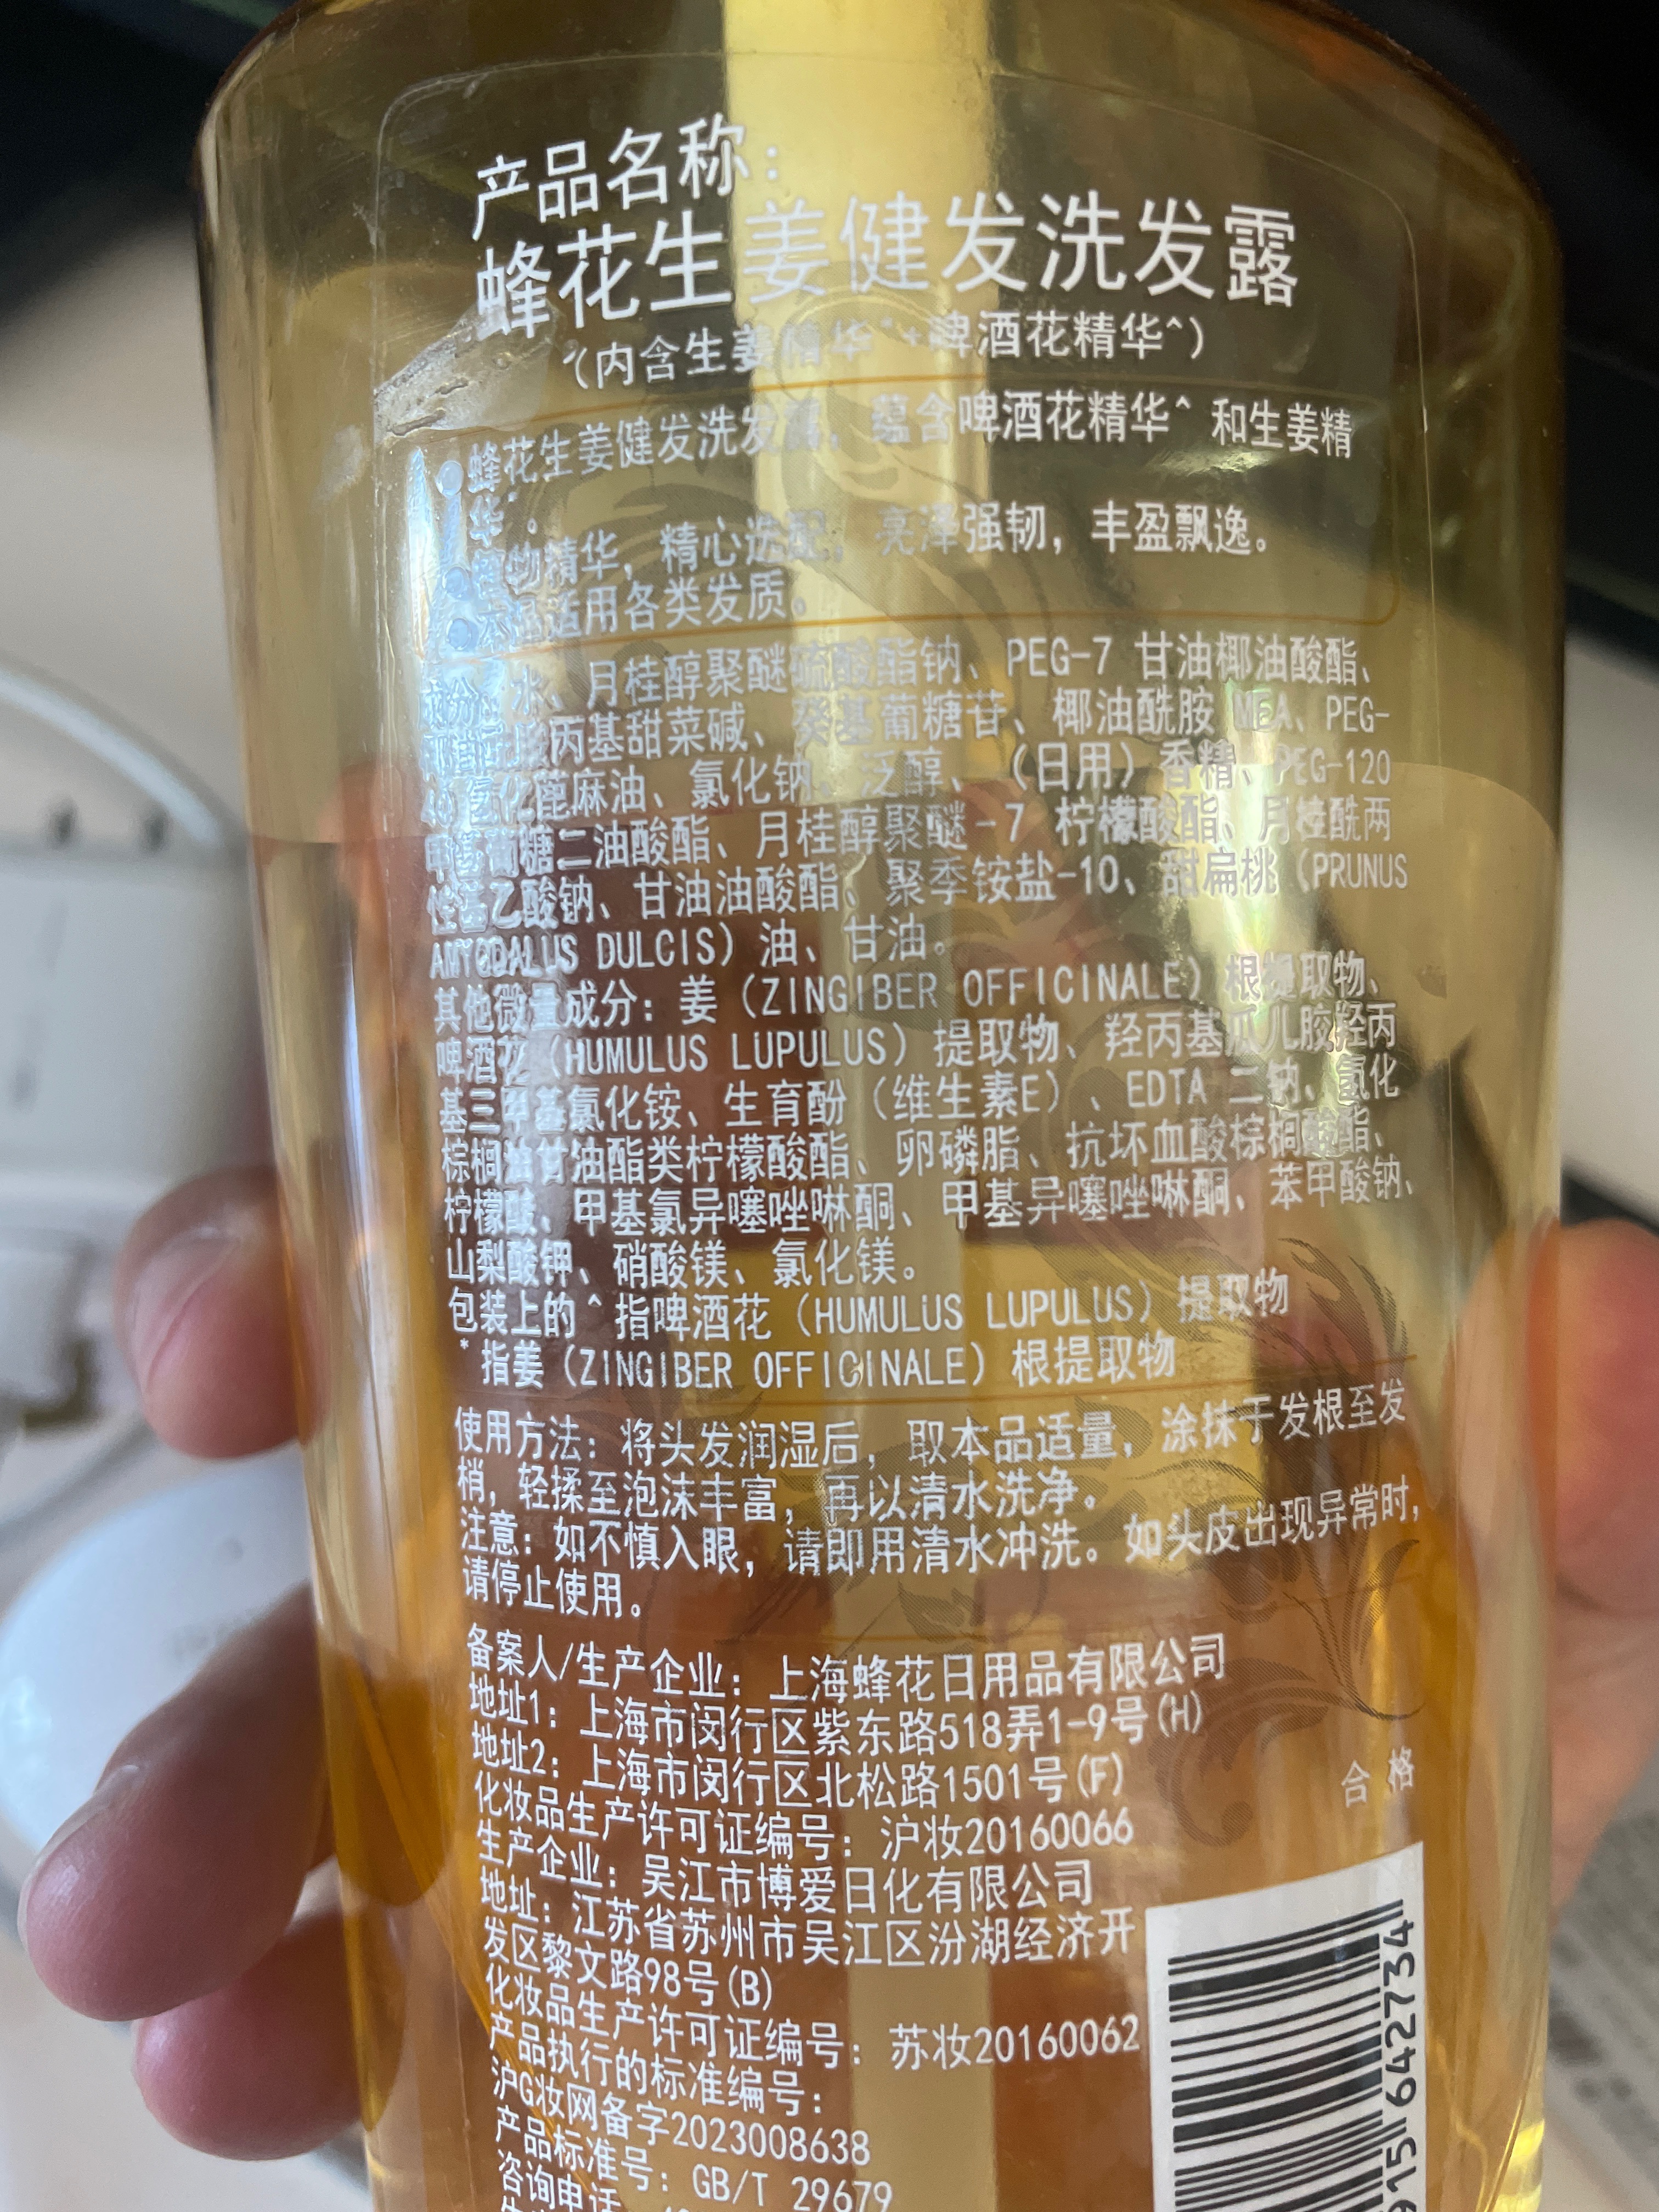 产品名称：
蜂花生姜健发洗发露
（内含生姜精华*+啤酒花精华^）
蜂花生姜健发洗发露，蕴含啤酒花精华^ 和生姜精
华*。
植物精华，精心选配，亮泽强韧，丰盈飘逸。
适用各类发质。
成分：水、月桂醇聚醚硫酸酯钠、PEG-7 甘油椰油酸酯、
丙基甜菜碱、癸基葡糖苷、椰油酰胺 MEA、PEG-
40 氢化蓖麻油、氯化钠、泛醇、（日用）香精、PEG-120
甲基葡糖二油酸酯、月桂醇聚醚-7 柠檬酸酯、月桂酰两
性基乙酸钠、甘油油酸酯、聚季铵盐-10、甜扁桃（PRUNUS
AMYGDALUS DULCIS）油、甘油。
其他微量成分：姜（ZINGIBER OFFICINALE）根提取物、
啤酒花（HUMULUS LUPULUS）提取物、羟丙基瓜儿胶羟丙
基三甲基氯化铵、生育酚（维生素E）、EDTA 二钠、氢化
棕榈油甘油酯类柠檬酸酯、卵磷脂、抗坏血酸棕榈酸酯、
柠檬酸、甲基氯异噻唑啉酮、甲基异噻唑啉酮、苯甲酸钠、
山梨酸钾、硝酸镁、氯化镁。
包装上的 ^ 指啤酒花（HUMULUS LUPULUS）提取物
* 指姜（ZINGIBER OFFICINALE）根提取物
使用方法：将头发润湿后，取本品适量，涂抹于发根至发
梢，轻揉至泡沫丰富，再以清水洗净。
注意：如不慎入眼，请即用清水冲洗。如头皮出现异常时，
请停止使用。
备案人/生产企业：上海蜂花日用品有限公司
地址1：上海市闵行区紫东路518弄1-9号(H)
地址2：上海市闵行区北松路1501号(F)
合格
化妆品生产许可证编号：沪妆20160066
生产企业：吴江市博爱日化有限公司
地址：江苏省苏州市吴江区汾湖经济开
发区黎文路98号(B)
化妆品生产许可证编号：苏妆20160062
产品执行的标准编号：
沪G妆网备字2023008638
产品标准号：GB/T 29679
咨询电话
915 642734